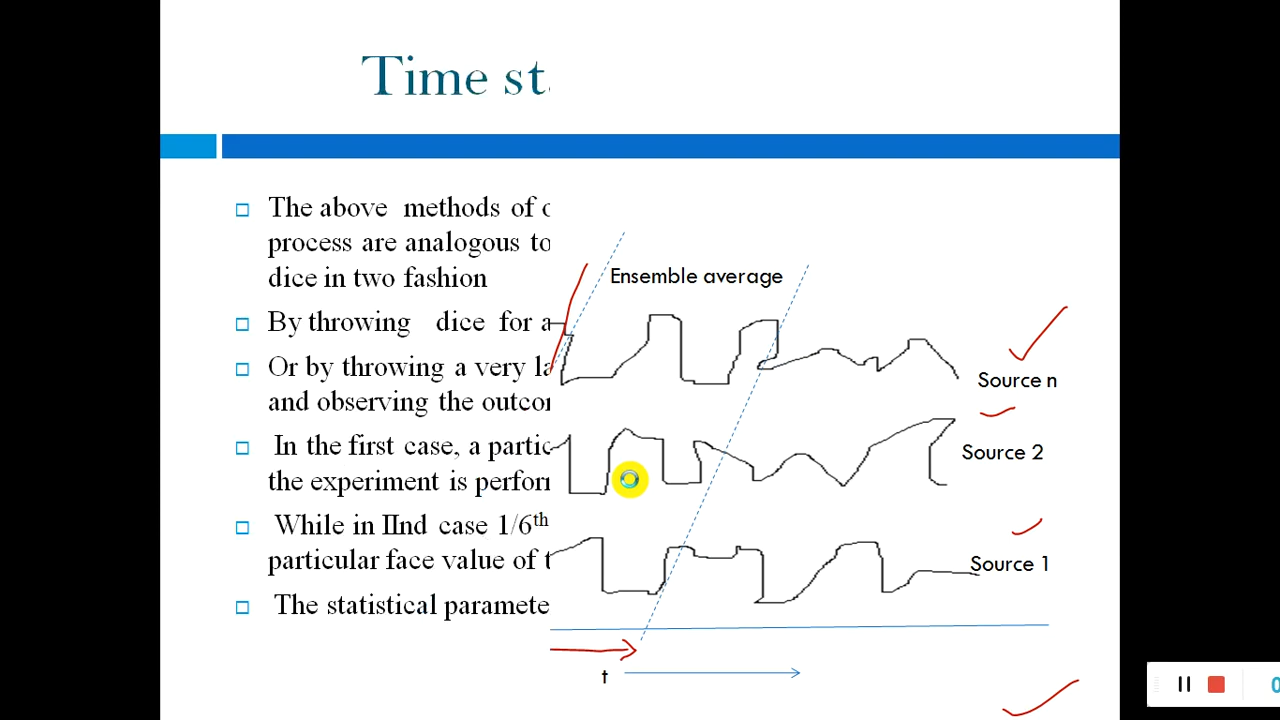 Time st
The above methods of
process are analogous to
dice in two fashion
By throwing dice for a
Or by throwing a very la
and observing the outco
In the first case, a partic
the experiment is perfor
While in IInd case 1/6th
particular face value of t
The statistical paramete
Ensemble average
Source n
Source 2
Source 1
t